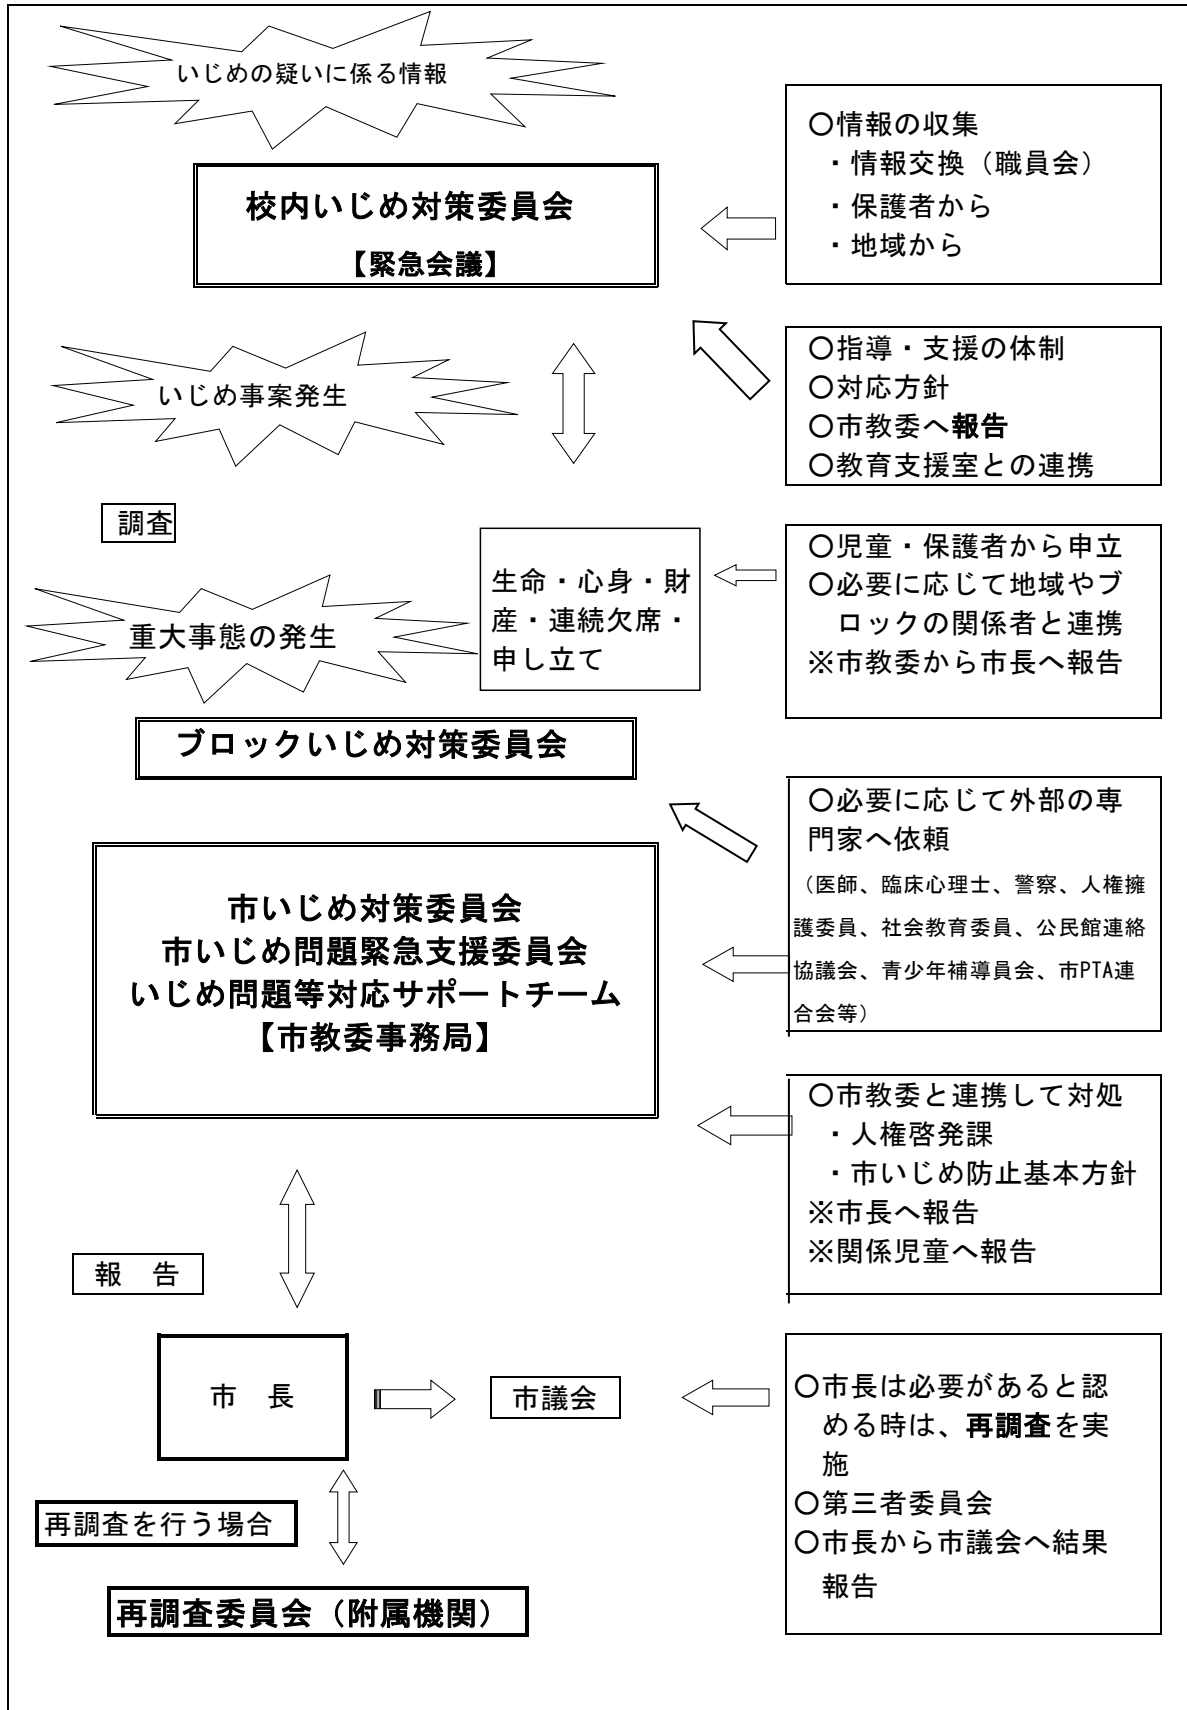 いじめの疑いに係る情報
校内いじめ対策委員会
【緊急会議】
○情報の収集
・情報交換（職員会）
・保護者から
・地域から
いじめ事案発生
○指導・支援の体制
○対応方針
○市教委へ報告
○教育支援室との連携
調査
重大事態の発生
生命・心身・財
産・連続欠席・
申し立て
○児童・保護者から申立
○必要に応じて地域やブ
ロックの関係者と連携
※市教委から市長へ報告
ブロックいじめ対策委員会
○必要に応じて外部の専
門家へ依頼
（医師、臨床心理士、警察、人権擁
護委員、社会教育委員、公民館連絡
協議会、青少年補導員会、市PTA連
合会等）
市いじめ対策委員会
市いじめ問題緊急支援委員会
いじめ問題等対応サポートチーム
【市教委事務局】
○市教委と連携して対処
・人権啓発課
・市いじめ防止基本方針
※市長へ報告
※関係児童へ報告
報　告
市　長
市議会
○市長は必要があると認
める時は、再調査を実
施
○第三者委員会
○市長から市議会へ結果
報告
再調査を行う場合
再調査委員会（附属機関）